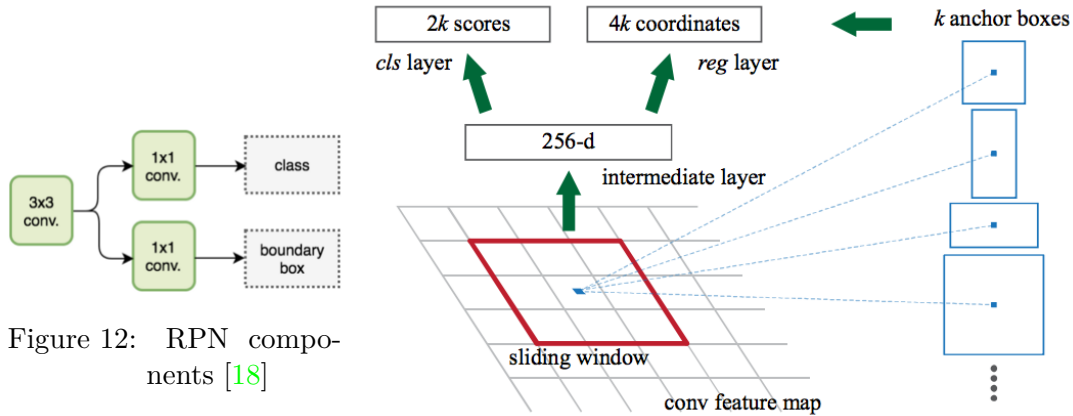 3x3
conv.
1x1
conv.
class
1x1
conv.
boundary
box
Figure 12: RPN compo-
nents [18]
2k scores
4k coordinates
k anchor boxes
cls layer
reg layer
256-d
intermediate layer
sliding window
conv feature map